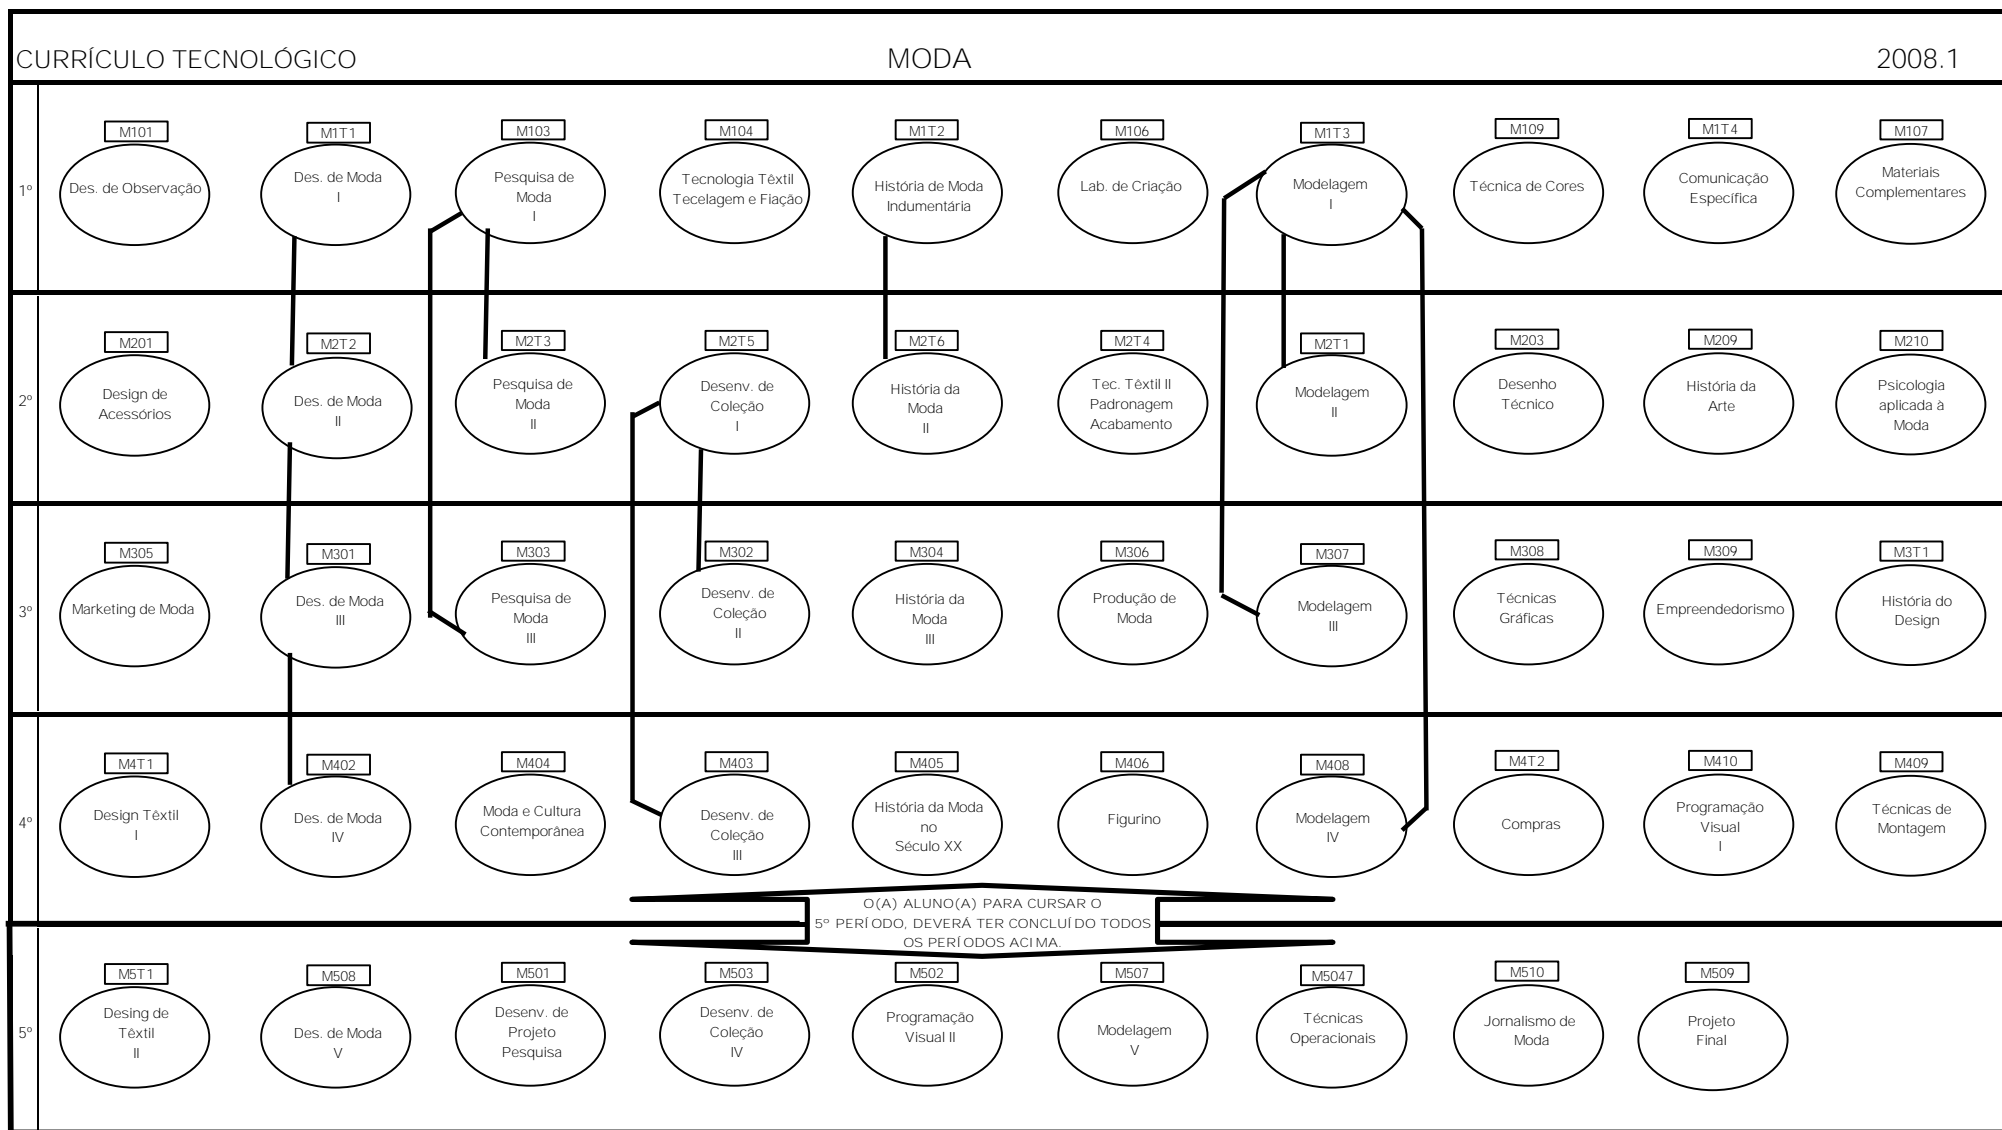 CURRÍCULO TECNOLÓGICO MODA 2008.1
1º
M101
Des. de Observação
M1T1
Des. de Moda
I
M103
Pesquisa de
Moda
I
M104
Tecnologia Têxtil
Tecelagem e Fiação
M1T2
História de Moda
Indumentária
M106
Lab. de Criação
M1T3
Modelagem
I
M109
Técnica de Cores
M1T4
Comunicação
Específica
M107
Materiais
Complementares
2º
M201
Design de
Acessórios
M2T2
Des. de Moda
II
M2T3
Pesquisa de
Moda
II
M2T5
Desenv. de
Coleção
I
M2T6
História da
Moda
II
M2T4
Tec. Têxtil II
Padronagem
Acabamento
M2T1
Modelagem
II
M203
Desenho
Técnico
M209
História da
Arte
M210
Psicologia
aplicada à
Moda
3º
M305
Marketing de Moda
M301
Des. de Moda
III
M303
Pesquisa de
Moda
III
M302
Desenv. de
Coleção
II
M304
História da
Moda
III
M306
Produção de
Moda
M307
Modelagem
III
M308
Técnicas
Gráficas
M309
Empreendedorismo
M3T1
História do
Design
4º
M4T1
Design Têxtil
I
M402
Des. de Moda
IV
M404
Moda e Cultura
Contemporânea
M403
Desenv. de
Coleção
III
M405
História da Moda
no
Século XX
M406
Figurino
M408
Modelagem
IV
M4T2
Compras
M410
Programação
Visual
I
M409
Técnicas de
Montagem
O(A) ALUNO(A) PARA CURSAR O
5º PERÍODO, DEVERÁ TER CONCLUÍDO TODOS
OS PERÍODOS ACIMA.
5º
M5T1
Desing de
Têxtil
II
M508
Des. de Moda
V
M501
Desenv. de
Projeto
Pesquisa
M503
Desenv. de
Coleção
IV
M502
Programação
Visual II
M507
Modelagem
V
M5047
Técnicas
Operacionais
M510
Jornalismo de
Moda
M509
Projeto
Final